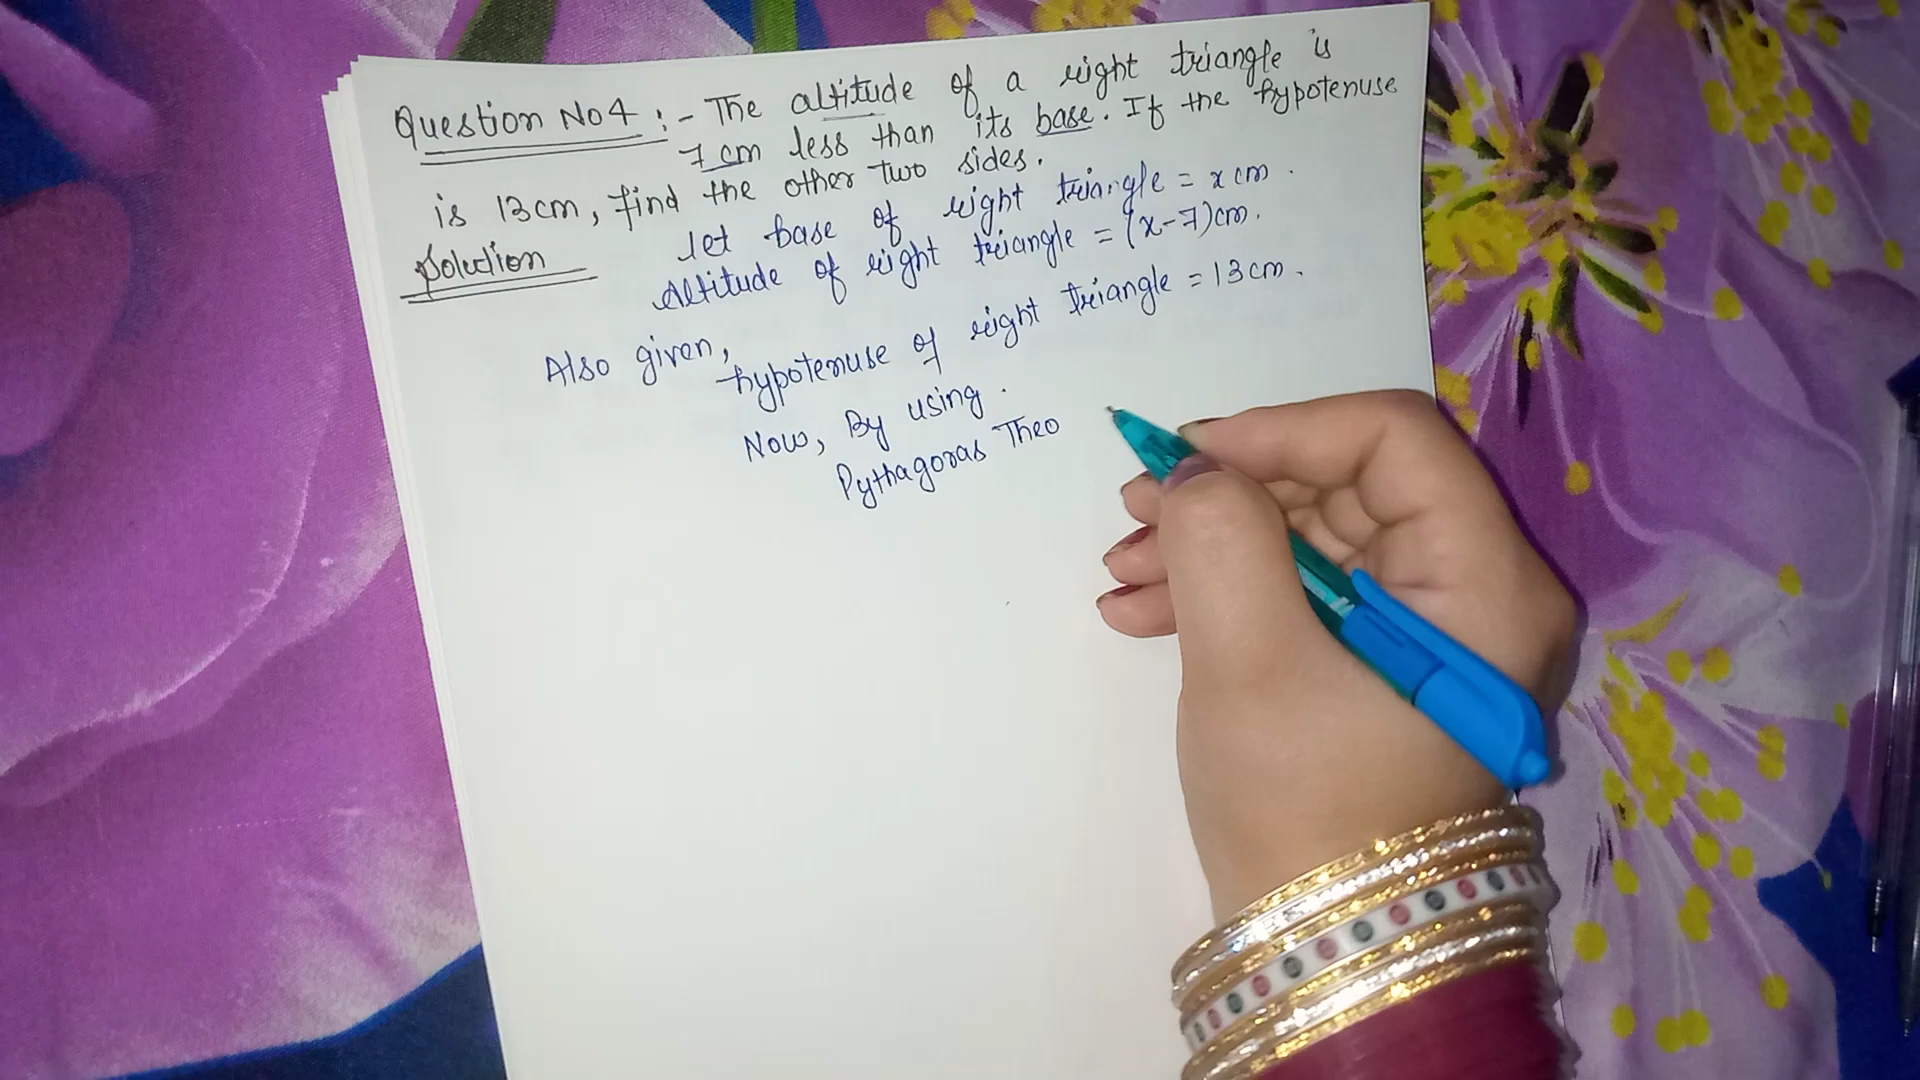 Question No 4 :- The altitude of a right triangle is
7 cm less than its base. If the hypotenuse
is 13 cm, find the other two sides.
Solution let base of right triangle = x cm.
Altitude of right triangle = (x-7) cm.
Also given,
hypotenuse of right triangle = 13 cm.
Now, By using.
Pythagoras Theo